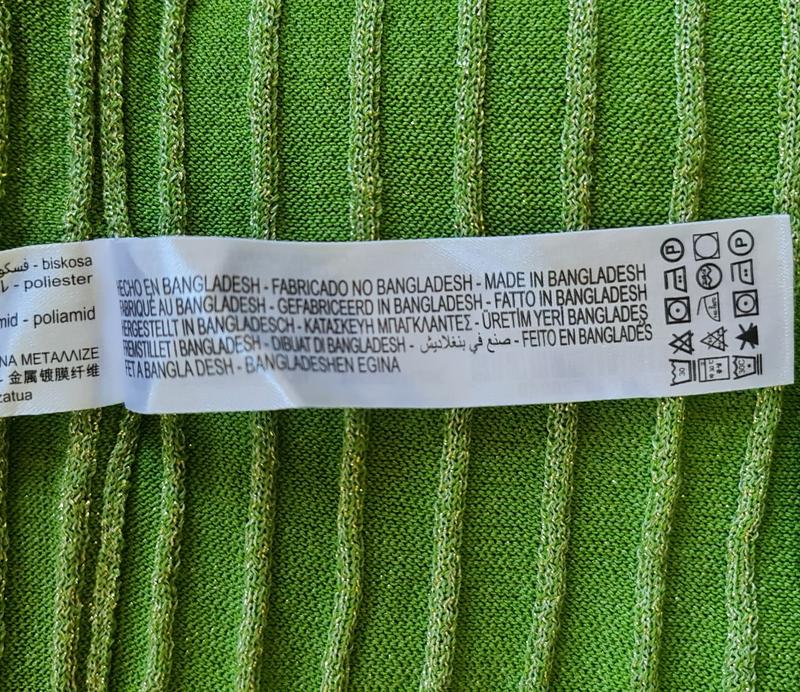 فسكو - biskosa
- poliester
mid - poliamid
NA ΜΕΤΑΛΛΙΖΕ
- 金属镀膜纤维
zatua
HECHO EN BANGLADESH - FABRICADO NO BANGLADESH - MADE IN BANGLADESH
FABRIQUÉ AU BANGLADESH - GEFABRICEERD IN BANGLADESH - FATTO IN BANGLADESH
HERGESTELLT IN BANGLADESCH - ΚΑΤΑΣΚΕΥΗ ΜΠΑΓΚΛΑΝΤΕΣ - ÜRETİM YERİ BANGLADEŞ
FREMSTILLET I BANGLADESH - DIBUAT DI BANGLADESH - صنع في بنغلاديش - FEITO EN BANGLADÉS
FET A BANGLA DESH - BANGLADESHEN EGINA